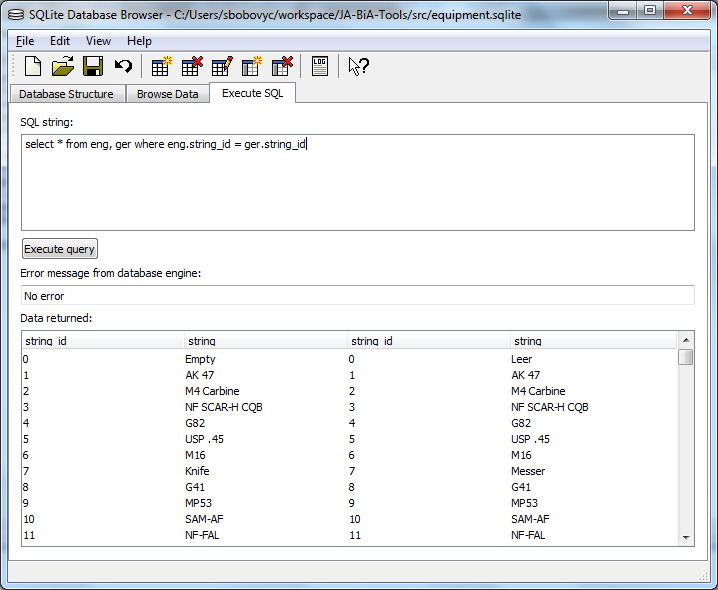 SQLite Database Browser - C:/Users/sbobovyc/workspace/JA-BiA-Tools/src/equipment.sqlite
File Edit View Help
LOG
Database Structure Browse Data Execute SQL
SQL string:
select * from eng, ger where eng.string_id = ger.string_id
Execute query
Error message from database engine:
No error
Data returned:
string_id string string_id string
0 Empty 0 Leer
1 AK 47 1 AK 47
2 M4 Carbine 2 M4 Carbine
3 NF SCAR-H CQB 3 NF SCAR-H CQB
4 G82 4 G82
5 USP .45 5 USP .45
6 M16 6 M16
7 Knife 7 Messer
8 G41 8 G41
9 MP53 9 MP53
10 SAM-AF 10 SAM-AF
11 NF-FAL 11 NF-FAL